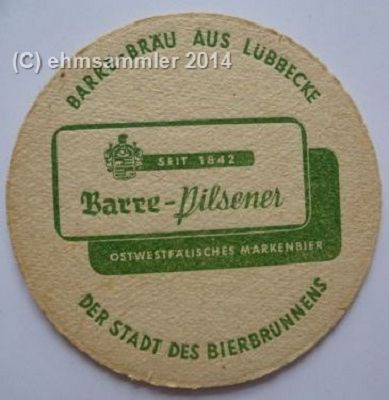 (C) ehmsammler 2014
BARRE-BRÄU AUS LÜBBECKE
SEIT 1842
Barre-Pilsener
OSTWESTFÄLISCHES MARKENBIER
DER STADT DES BIERBRUNNENS